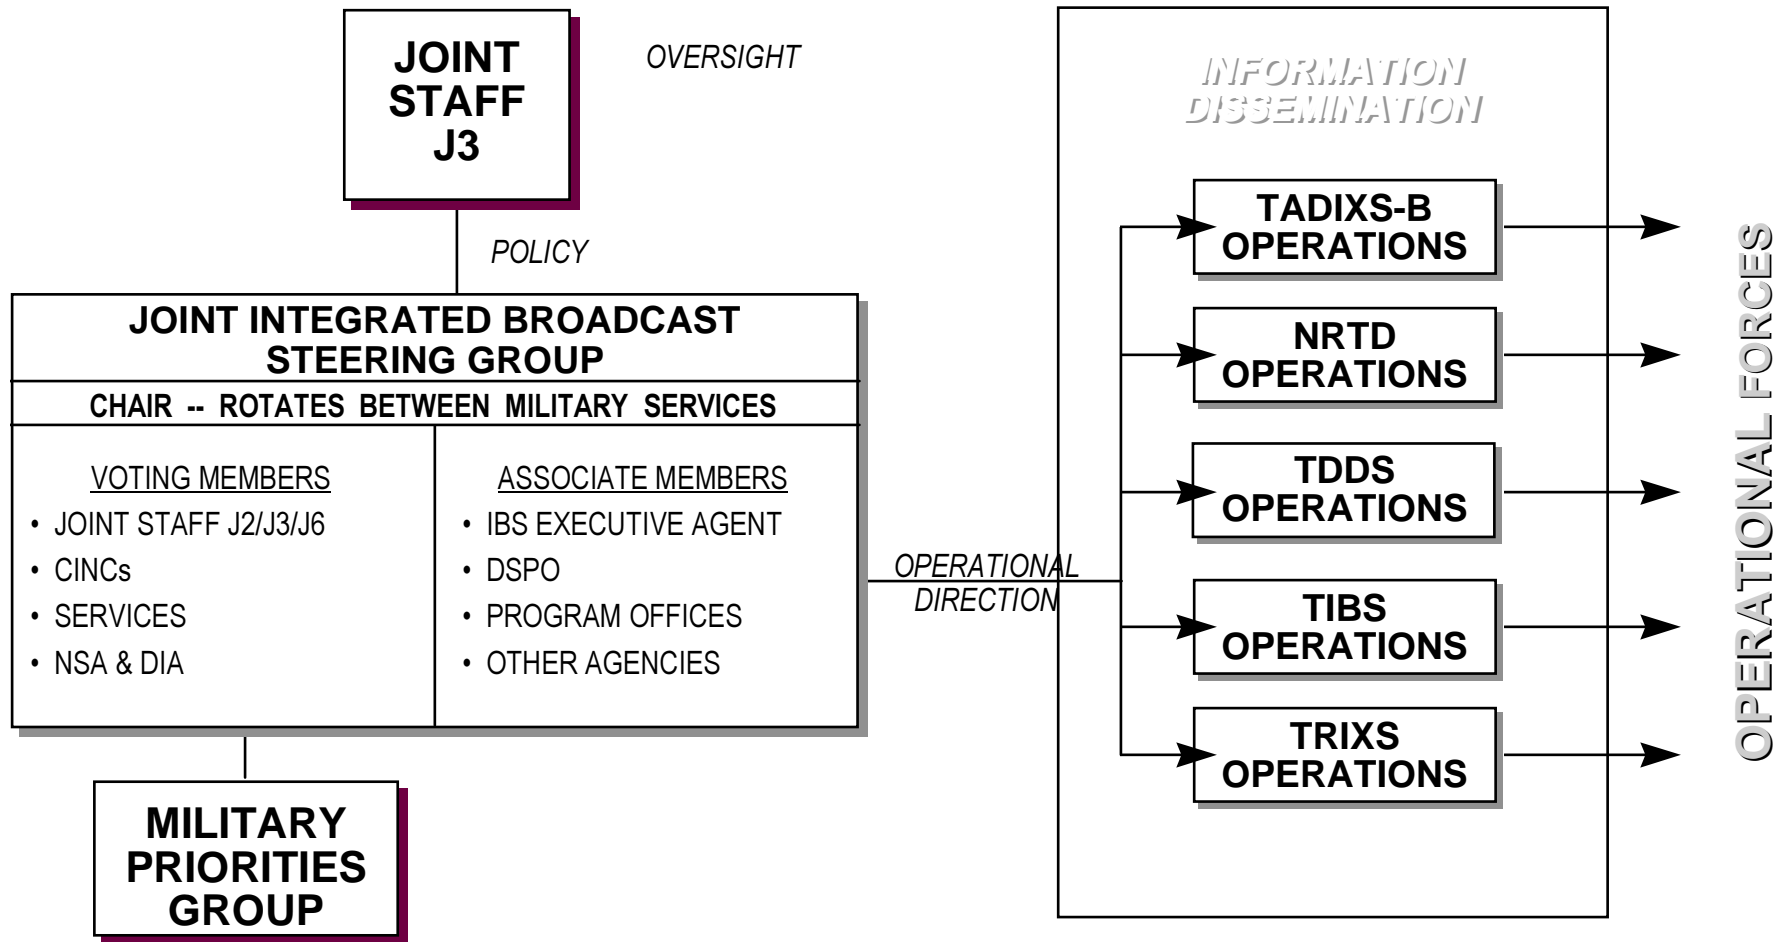 JOINT
STAFF
J3
OVERSIGHT
POLICY
JOINT INTEGRATED BROADCAST
STEERING GROUP
CHAIR -- ROTATES BETWEEN MILITARY SERVICES
VOTING MEMBERS
• JOINT STAFF J2/J3/J6
• CINCs
• SERVICES
• NSA & DIA
ASSOCIATE MEMBERS
• IBS EXECUTIVE AGENT
• DSPO
• PROGRAM OFFICES
• OTHER AGENCIES
MILITARY
PRIORITIES
GROUP
OPERATIONAL
DIRECTION
INFORMATION
DISSEMINATION
TADIXS-B
OPERATIONS
NRTD
OPERATIONS
TDDS
OPERATIONS
TIBS
OPERATIONS
TRIXS
OPERATIONS
OPERATIONAL FORCES